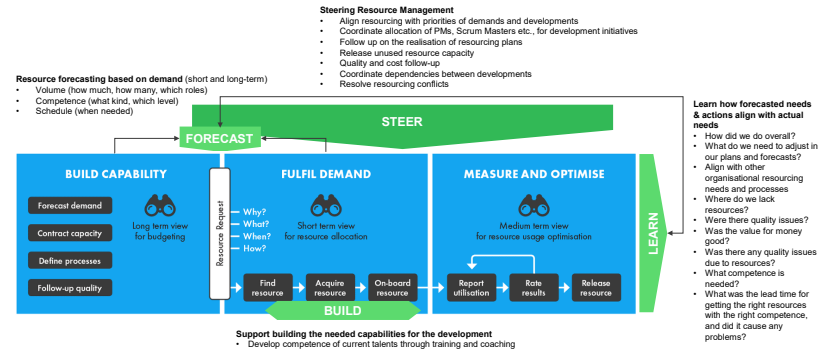 Steering Resource Management
• Align resourcing with priorities of demands and developments
• Coordinate allocation of PMs, Scrum Masters etc., for development initiatives
• Follow up on the realisation of resourcing plans
• Release unused resource capacity
• Quality and cost follow-up
• Coordinate dependencies between developments
• Resolve resourcing conflicts
Resource forecasting based on demand (short and long-term)
• Volume (how much, how many, which roles)
• Competence (what kind, which level)
• Schedule (when needed)
STEER
FORECAST
BUILD CAPABILITY
Forecast demand
Contract capacity
Define processes
Follow-up quality
Long term view
for budgeting
Resource Request
FULFIL DEMAND
Why?
What?
When?
How?
Short term view
for resource allocation
Find
resource
Acquire
resource
On-board
resource
BUILD
MEASURE AND OPTIMISE
Medium term view
for resource usage optimisation
Report
utilisation
Rate
results
Release
resource
LEARN
Learn how forecasted needs
& actions align with actual
needs
• How did we do overall?
• What do we need to adjust in
our plans and forecasts?
• Align with other
organisational resourcing
needs and processes
• Where do we lack
resources?
• Were there quality issues?
• Was the value for money
good?
• Was there any quality issues
due to resources?
• What competence is
needed?
• What was the lead time for
getting the right resources
with the right competence,
and did it cause any
problems?
Support building the needed capabilities for the development
• Develop competence of current talents through training and coaching